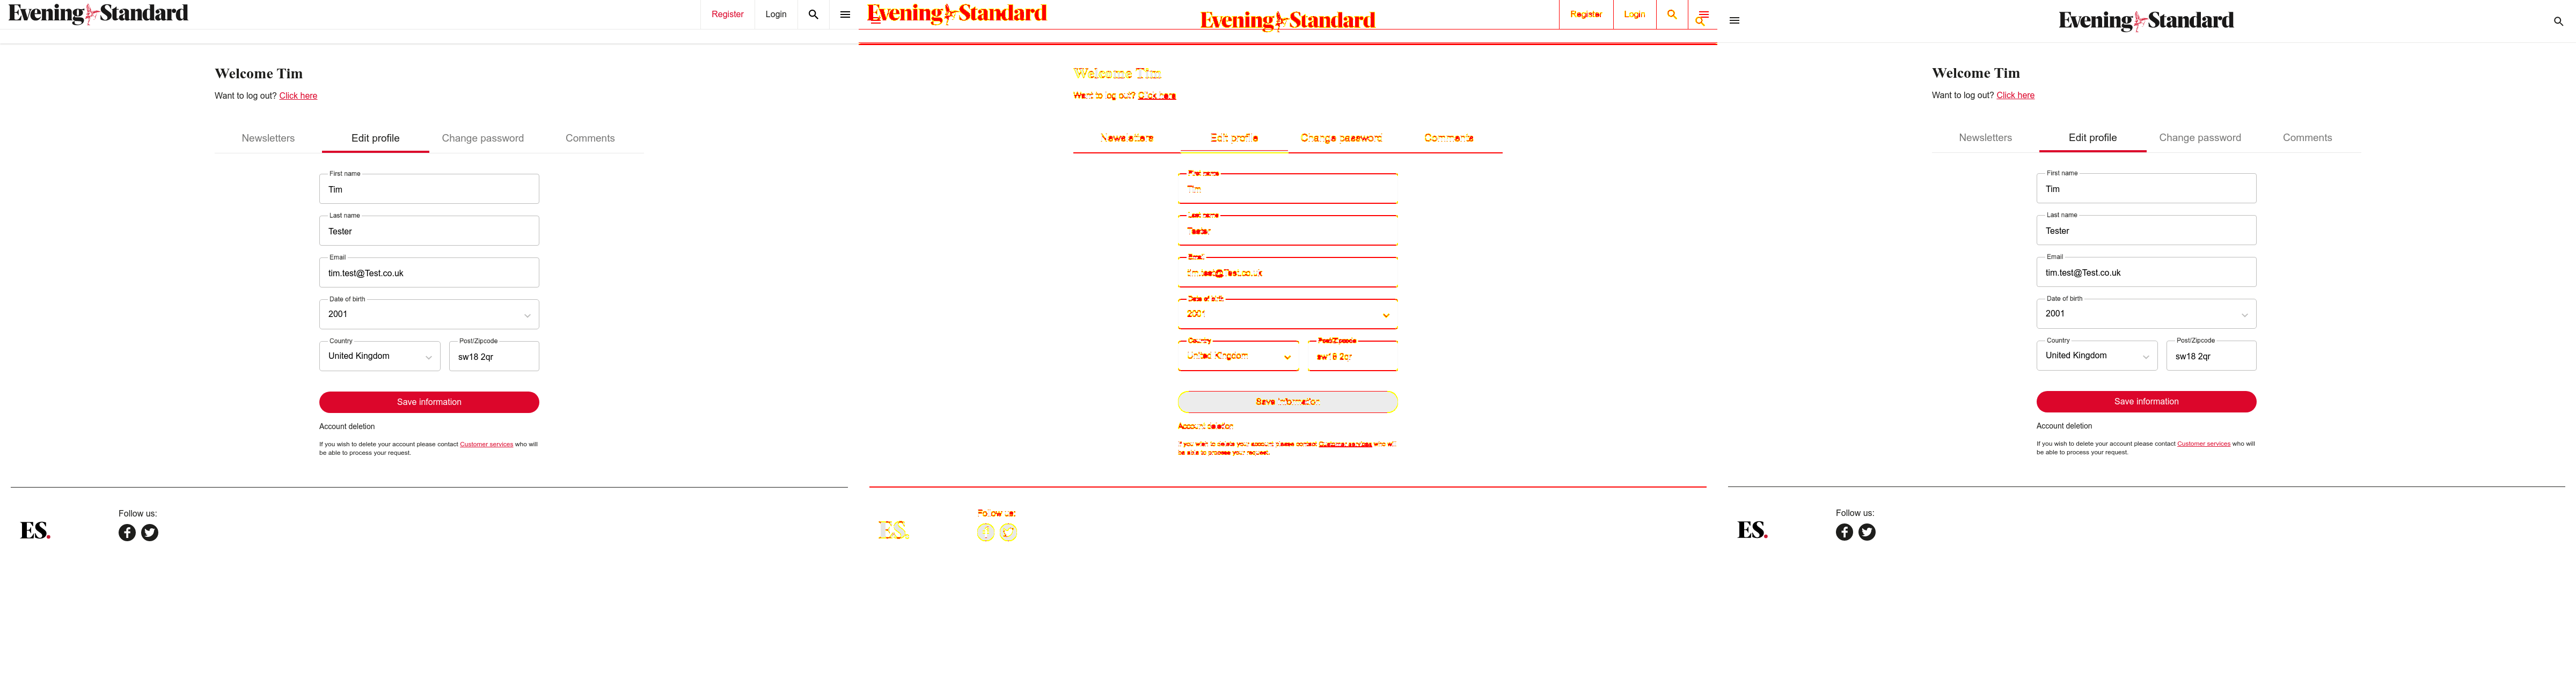 Evening Standard
Register
Login
Welcome Tim
Want to log out? Click here
Newsletters
Edit profile
Change password
Comments
First name
Tim
Last name
Tester
Email
tim.test@Test.co.uk
Date of birth
2001
Country
United Kingdom
Post/Zipcode
sw18 2qr
Save information
Account deletion
If you wish to delete your account please contact Customer services who will
be able to process your request.
ES.
Follow us:
Evening Standard
Evening Standard
Register
Login
Welcome Tim
Want to log out? Click here
Newsletters
Edit profile
Change password
Comments
First name
Tim
Last name
Tester
Email
tim.test@Test.co.uk
Date of birth
2001
Country
United Kingdom
Post/Zipcode
sw18 2qr
Save information
Account deletion
If you wish to delete your account please contact Customer services who will
be able to process your request.
ES.
Follow us:
Evening Standard
Welcome Tim
Want to log out? Click here
Newsletters
Edit profile
Change password
Comments
First name
Tim
Last name
Tester
Email
tim.test@Test.co.uk
Date of birth
2001
Country
United Kingdom
Post/Zipcode
sw18 2qr
Save information
Account deletion
If you wish to delete your account please contact Customer services who will
be able to process your request.
ES.
Follow us: